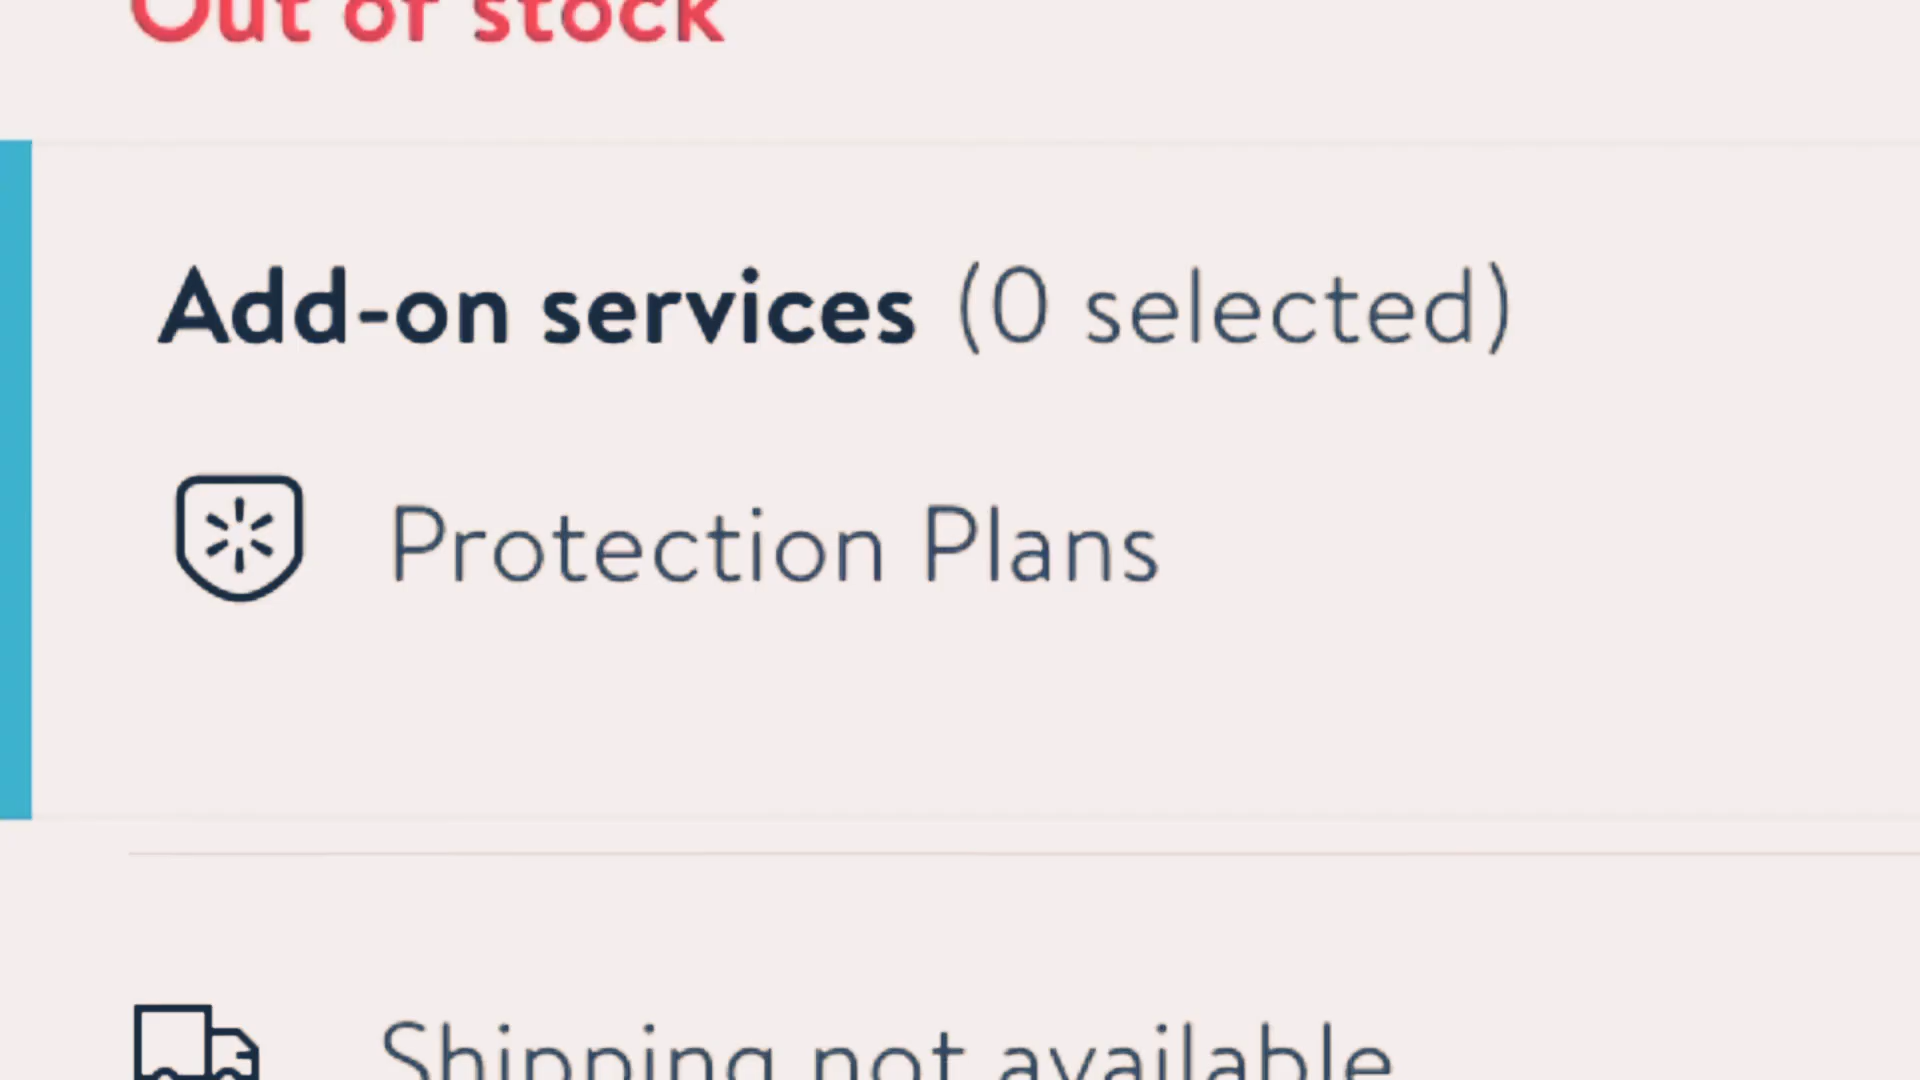 Out of stock
Add-on services (0 selected)
Protection Plans
Shipping not available